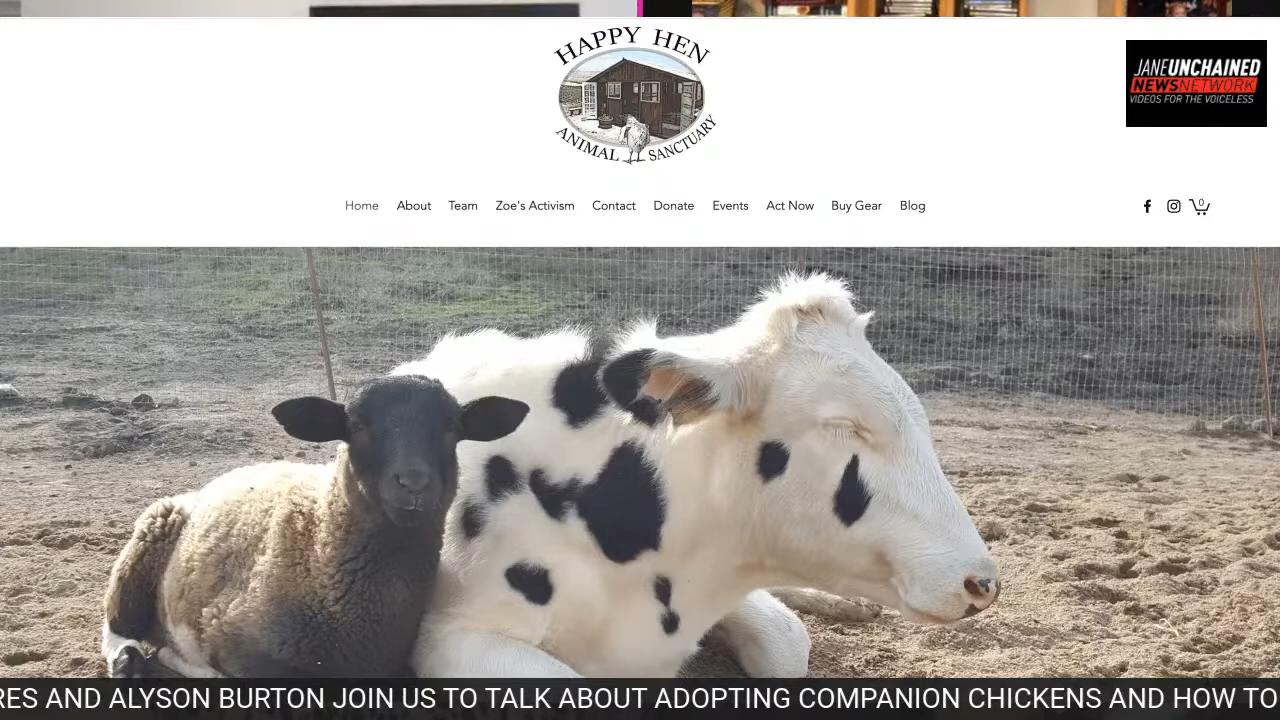 HAPPY HEN
ANIMAL SANCTUARY
JANEUNCHAINED
NEWSNETWORK
VIDEOS FOR THE VOICELESS
Home About Team Zoe's Activism Contact Donate Events Act Now Buy Gear Blog
0
RES AND ALYSON BURTON JOIN US TO TALK ABOUT ADOPTING COMPANION CHICKENS AND HOW TO